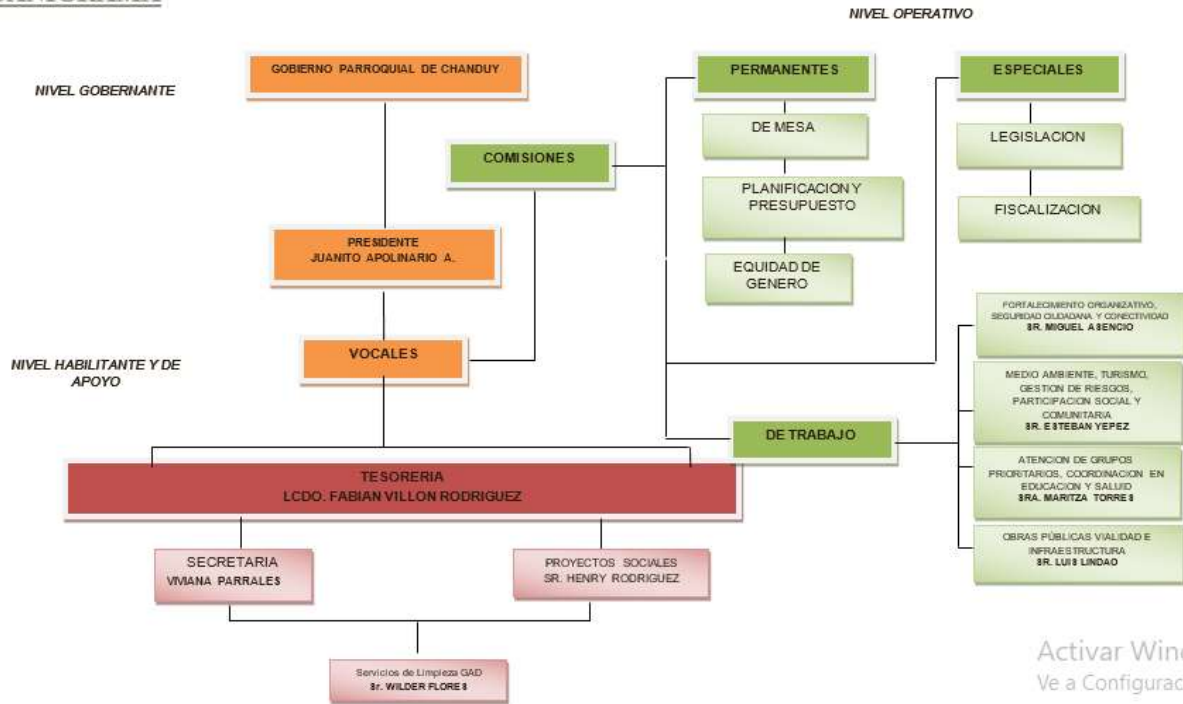 NIVEL OPERATIVO
NIVEL GOBERNANTE
GOBIERNO PARROQUIAL DE CHANDUY
PERMANENTES
ESPECIALES
DE MESA
LEGISLACION
COMISIONES
PLANIFICACION Y
PRESUPUESTO
FISCALIZACION
PRESIDENTE
JUANITO APOLINARIO A.
EQUIDAD DE
GENERO
FORTALECIMIENTO ORGANIZATIVO,
SEGURIDAD CIUDADANA Y CONECTIVIDAD
SR. MIGUEL ASENCIO
VOCALES
NIVEL HABILITANTE Y DE
APOYO
MEDIO AMBIENTE, TURISMO,
GESTION DE RIESGOS,
PARTICIPACION SOCIAL Y
COMUNITARIA
SR. ESTEBAN YEPEZ
DE TRABAJO
TESORERIA
LCDO. FABIAN VILLON RODRIGUEZ
ATENCION DE GRUPOS
PRIORITARIOS, COORDINACION EN
EDUCACION Y SALUID
SRA. MARITZA TORRES
OBRAS PÚBLICAS VIALIDAD E
INFRAESTRUCTURA
SR. LUIS LINDAO
SECRETARIA
VIVIANA PARRALES
PROYECTOS SOCIALES
SR. HENRY RODRIGUEZ
Servicios de Limpieza GAD
Sr. WILDER FLORES
Activar Wind
Ve a Configurac